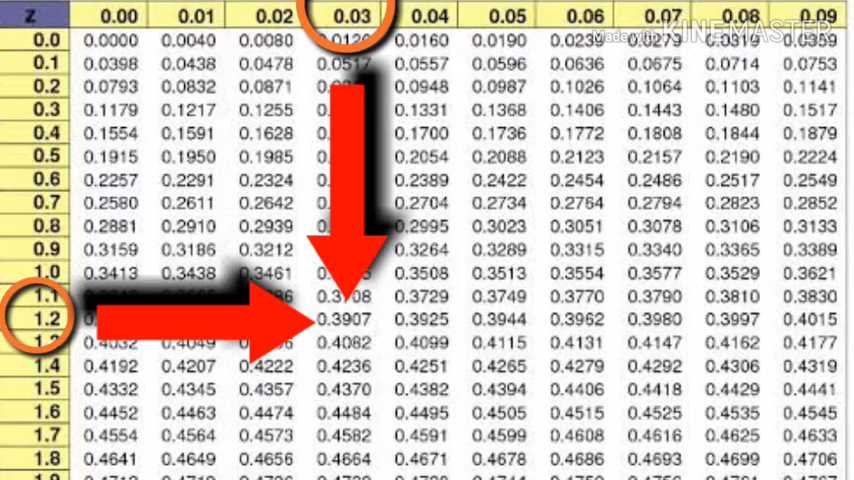 Z 0.00 0.01 0.02 0.03 0.04 0.05 0.06 0.07 0.08 0.09
Made with KINEMASTER
0.0 0.0000 0.0040 0.0080 0.0160 0.0190 0.0239 0.0279 0.0319 0.0359
0.1 0.0398 0.0438 0.0478 0.0517 0.0557 0.0596 0.0636 0.0675 0.0714 0.0753
0.2 0.0793 0.0832 0.0871 0.0948 0.0987 0.1026 0.1064 0.1103 0.1141
0.3 0.1179 0.1217 0.1255 0.1331 0.1368 0.1406 0.1443 0.1480 0.1517
0.4 0.1554 0.1591 0.1628 0.1700 0.1736 0.1772 0.1808 0.1844 0.1879
0.5 0.1915 0.1950 0.1985 0.2054 0.2088 0.2123 0.2157 0.2190 0.2224
0.6 0.2257 0.2291 0.2324 0.2389 0.2422 0.2454 0.2486 0.2517 0.2549
0.7 0.2580 0.2611 0.2642 0.2704 0.2734 0.2764 0.2794 0.2823 0.2852
0.8 0.2881 0.2910 0.2939 0.2995 0.3023 0.3051 0.3078 0.3106 0.3133
0.9 0.3159 0.3186 0.3212 0.3264 0.3289 0.3315 0.3340 0.3365 0.3389
1.0 0.3413 0.3438 0.3461 0.3508 0.3513 0.3554 0.3577 0.3529 0.3621
1.1 0.3708 0.3729 0.3749 0.3770 0.3790 0.3810 0.3830
1.2 0.3907 0.3925 0.3944 0.3962 0.3980 0.3997 0.4015
1.3 0.4032 0.4049 0.4082 0.4099 0.4115 0.4131 0.4147 0.4162 0.4177
1.4 0.4192 0.4207 0.4222 0.4236 0.4251 0.4265 0.4279 0.4292 0.4306 0.4319
1.5 0.4332 0.4345 0.4357 0.4370 0.4382 0.4394 0.4406 0.4418 0.4429 0.4441
1.6 0.4452 0.4463 0.4474 0.4484 0.4495 0.4505 0.4515 0.4525 0.4535 0.4545
1.7 0.4554 0.4564 0.4573 0.4582 0.4591 0.4599 0.4608 0.4616 0.4625 0.4633
1.8 0.4641 0.4649 0.4656 0.4664 0.4671 0.4678 0.4686 0.4693 0.4699 0.4706